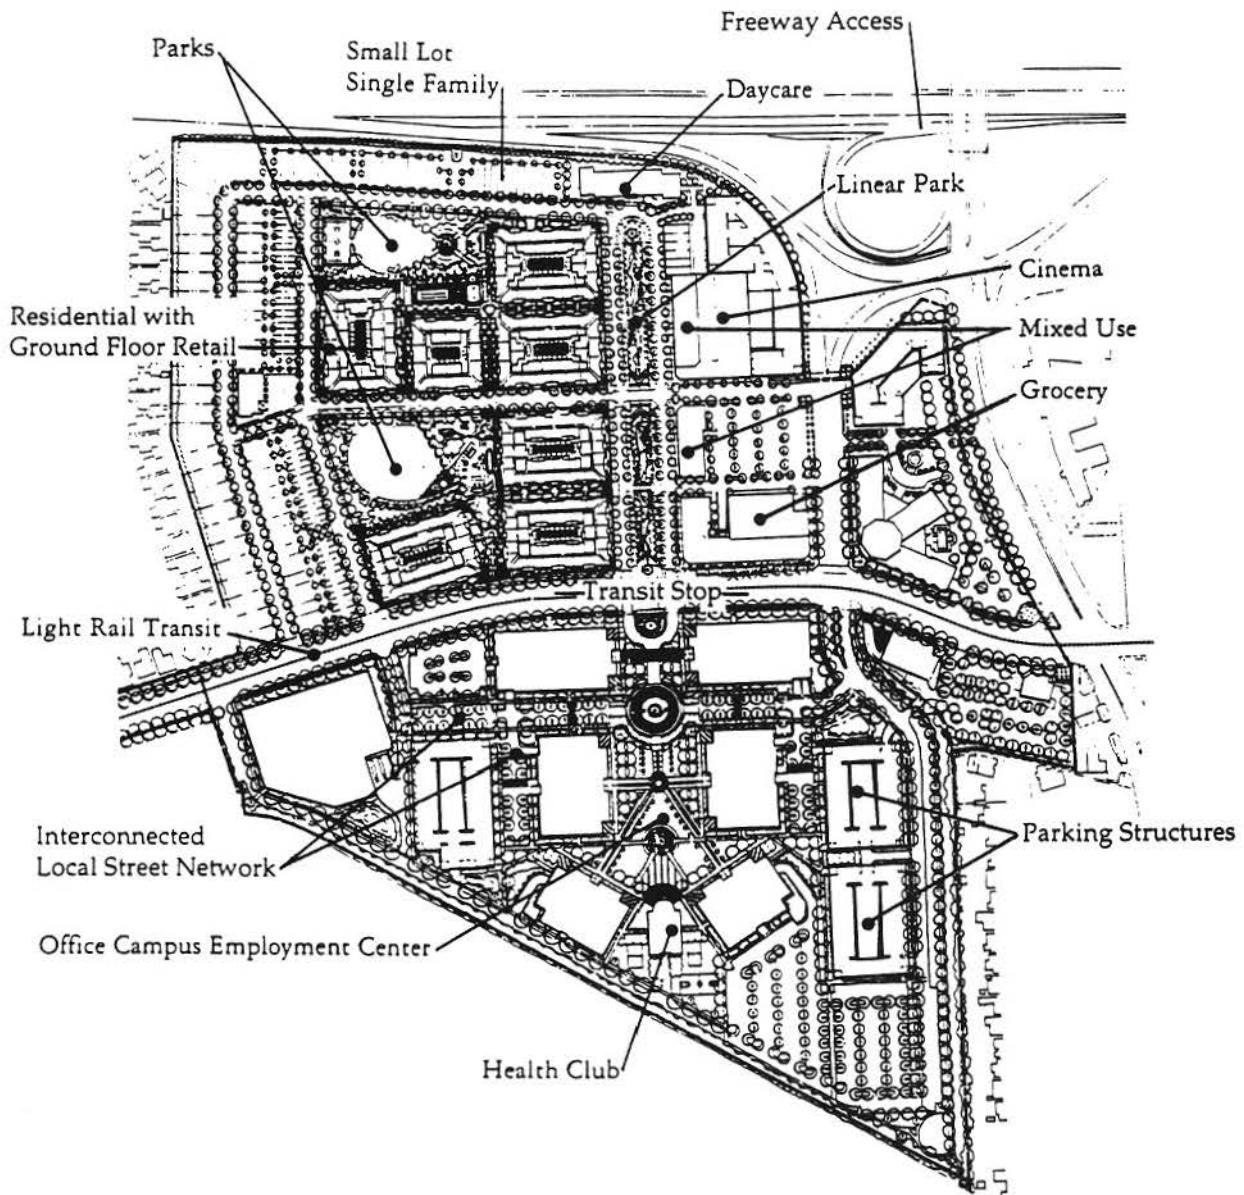 Freeway Access
Parks
Small Lot
Single Family
Daycare
Linear Park
Cinema
Residential with
Ground Floor Retail
Mixed Use
Grocery
Transit Stop
Light Rail Transit
Interconnected
Local Street Network
Parking Structures
Office Campus Employment Center
Health Club